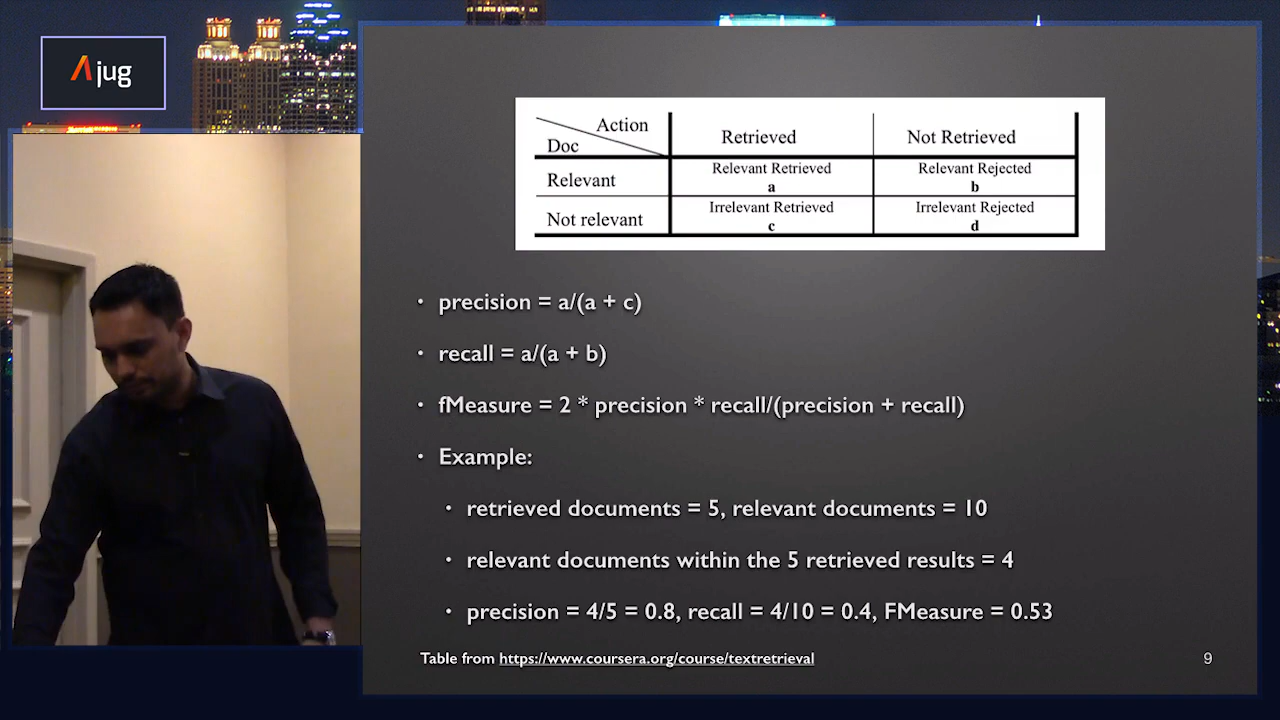 jug
Action
Doc
Retrieved
Not Retrieved
Relevant
Relevant Retrieved
a
Relevant Rejected
b
Not relevant
Irrelevant Retrieved
c
Irrelevant Rejected
d
• precision = a/(a + c)
• recall = a/(a + b)
• fMeasure = 2 * precision * recall/(precision + recall)
• Example:
• retrieved documents = 5, relevant documents = 10
• relevant documents within the 5 retrieved results = 4
• precision = 4/5 = 0.8, recall = 4/10 = 0.4, FMeasure = 0.53
Table from https://www.coursera.org/course/textretrieval
9